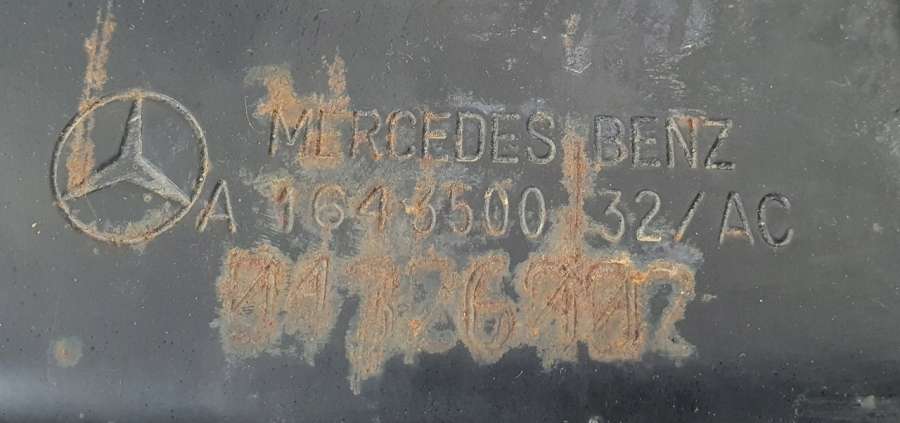 MERCEDES BENZ
A 1643500 32/AC